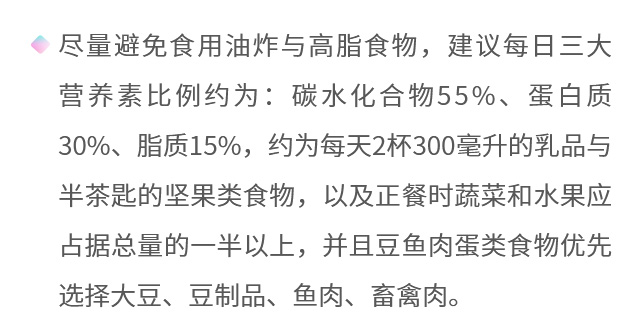 尽量避免食用油炸与高脂食物，建议每日三大
营养素比例约为：碳水化合物55%、蛋白质
30%、脂质15%，约为每天2杯300毫升的乳品与
半茶匙的坚果类食物，以及正餐时蔬菜和水果应
占据总量的一半以上，并且豆鱼肉蛋类食物优先
选择大豆、豆制品、鱼肉、畜禽肉。